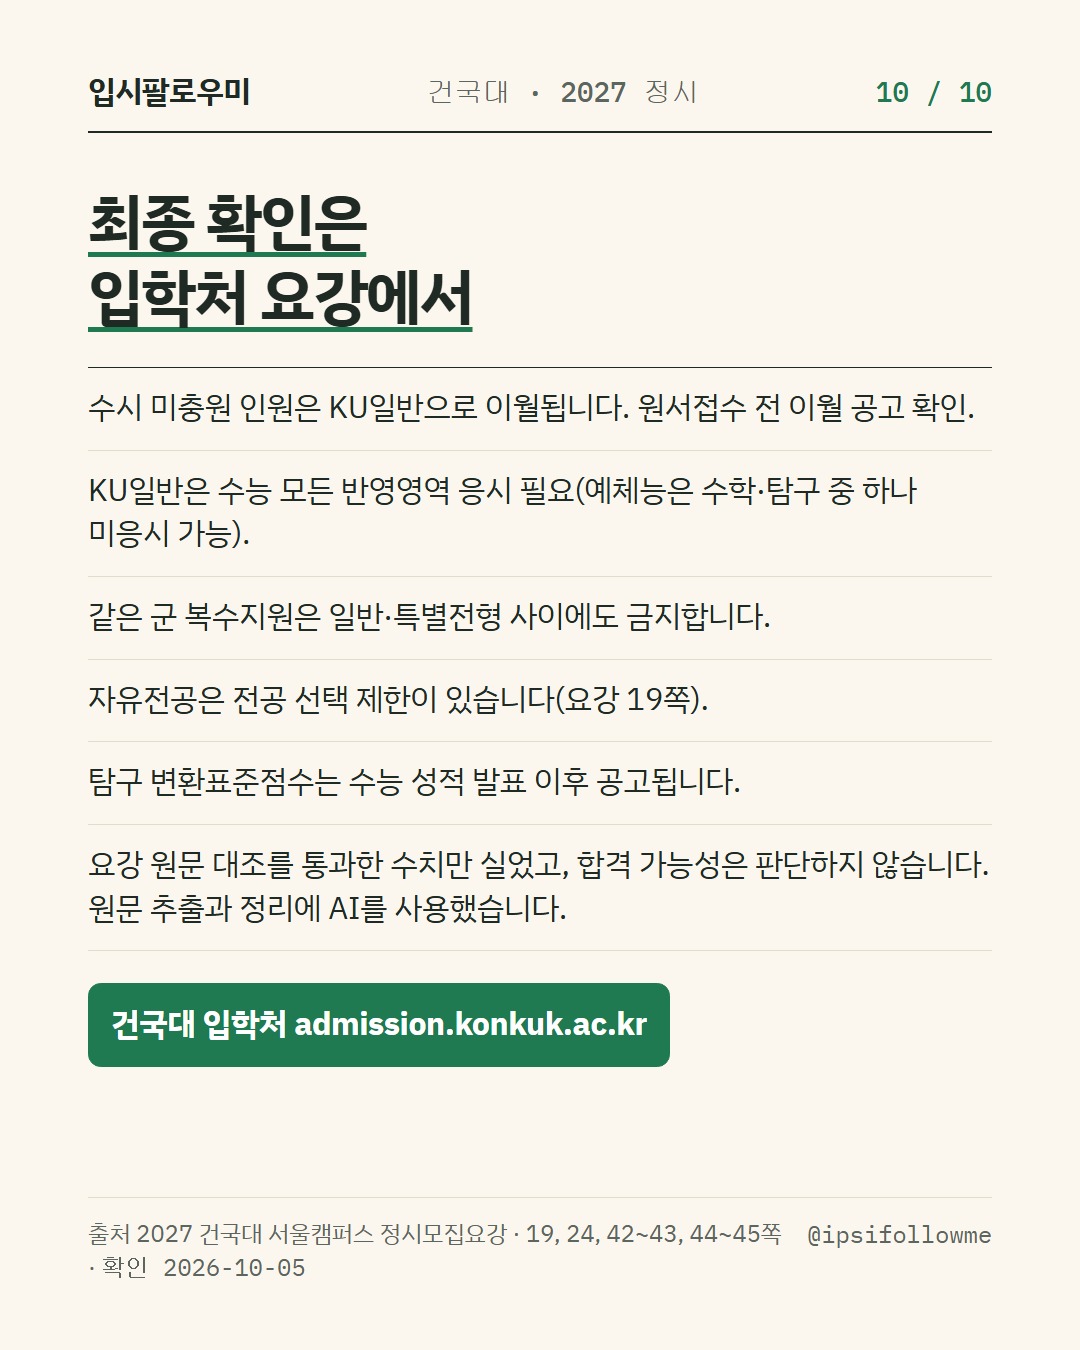 입시팔로우미
건국대 · 2027 정시
10 / 10
최종 확인은
입학처 요강에서
수시 미충원 인원은 KU일반으로 이월됩니다. 원서접수 전 이월 공고 확인.
KU일반은 수능 모든 반영영역 응시 필요(예체능은 수학·탐구 중 하나
미응시 가능).
같은 군 복수지원은 일반·특별전형 사이에도 금지합니다.
자유전공은 전공 선택 제한이 있습니다(요강 19쪽).
탐구 변환표준점수는 수능 성적 발표 이후 공고됩니다.
요강 원문 대조를 통과한 수치만 실었고, 합격 가능성은 판단하지 않습니다.
원문 추출과 정리에 AI를 사용했습니다.
건국대 입학처 admission.konkuk.ac.kr
출처 2027 건국대 서울캠퍼스 정시모집요강 · 19, 24, 42~43, 44~45쪽
· 확인 2026-10-05
@ipsifollowme